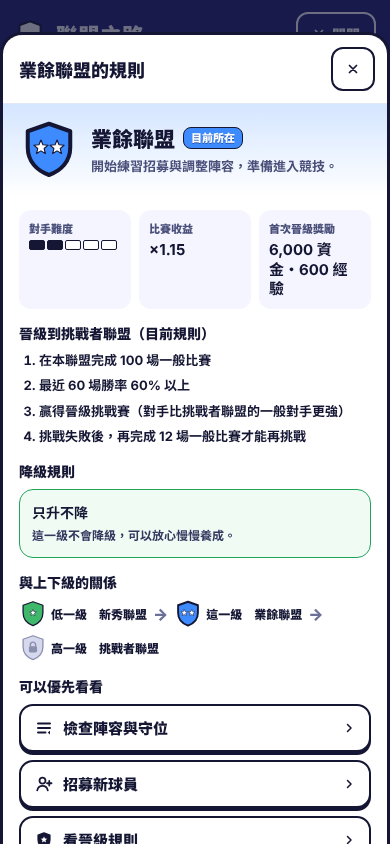 業餘聯盟的規則
業餘聯盟 目前所在
開始練習招募與調整陣容，準備進入競技。
對手難度
比賽收益
×1.15
首次晉級獎勵
6,000 資
金・600 經
驗
晉級到挑戰者聯盟（目前規則）
1. 在本聯盟完成 100 場一般比賽
2. 最近 60 場勝率 60% 以上
3. 贏得晉級挑戰賽（對手比挑戰者聯盟的一般對手更強）
4. 挑戰失敗後，再完成 12 場一般比賽才能再挑戰
降級規則
只升不降
這一級不會降級，可以放心慢慢養成。
與上下級的關係
低一級 新秀聯盟 → 這一級 業餘聯盟 →
高一級 挑戰者聯盟
可以優先看看
檢查陣容與守位
招募新球員
看晉級規則